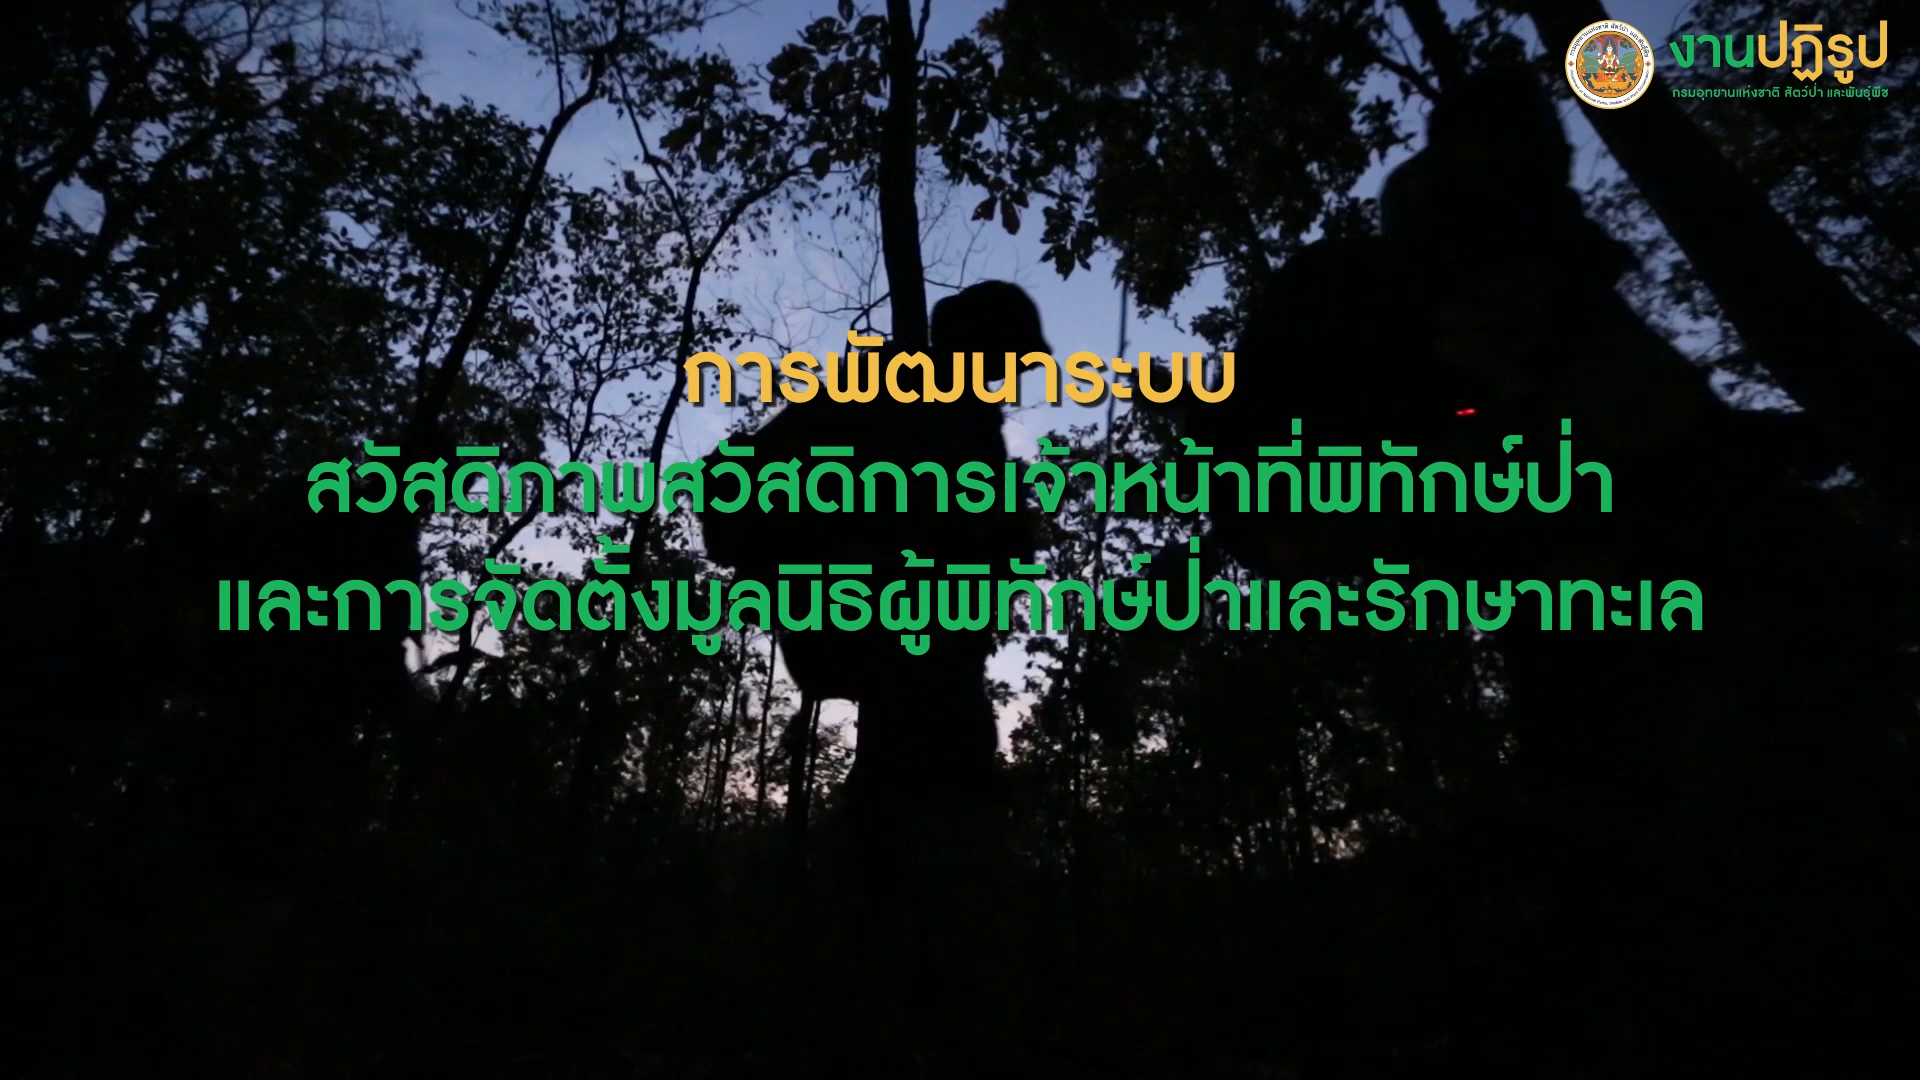 งานปฏิรูป
กรมอุทยานแห่งชาติ สัตว์ป่า และพันธุ์พืช
การพัฒนาระบบ
สวัสดิภาพสวัสดิการเจ้าหน้าที่พิทักษ์ป่า
และการจัดตั้งมูลนิธิผู้พิทักษ์ป่าและรักษาทะเล